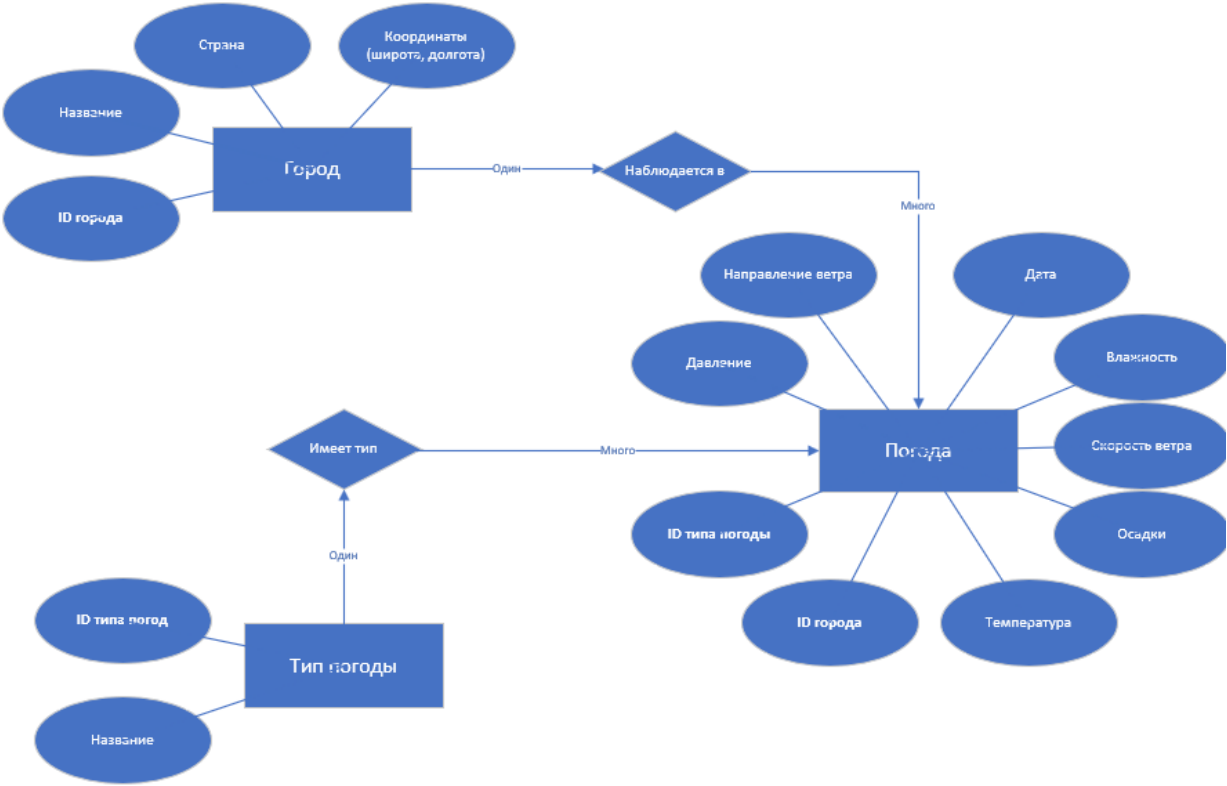 Страна
Координаты
(широта, долгота)
Название
Город
Один
Наблюдается в
ID города
Много
Направление ветра
Дата
Давление
Влажность
Имеет тип
Много
Погода
Скорость ветра
ID типа погоды
Осадки
Один
ID типа погод
ID города
Температура
Тип погоды
Название